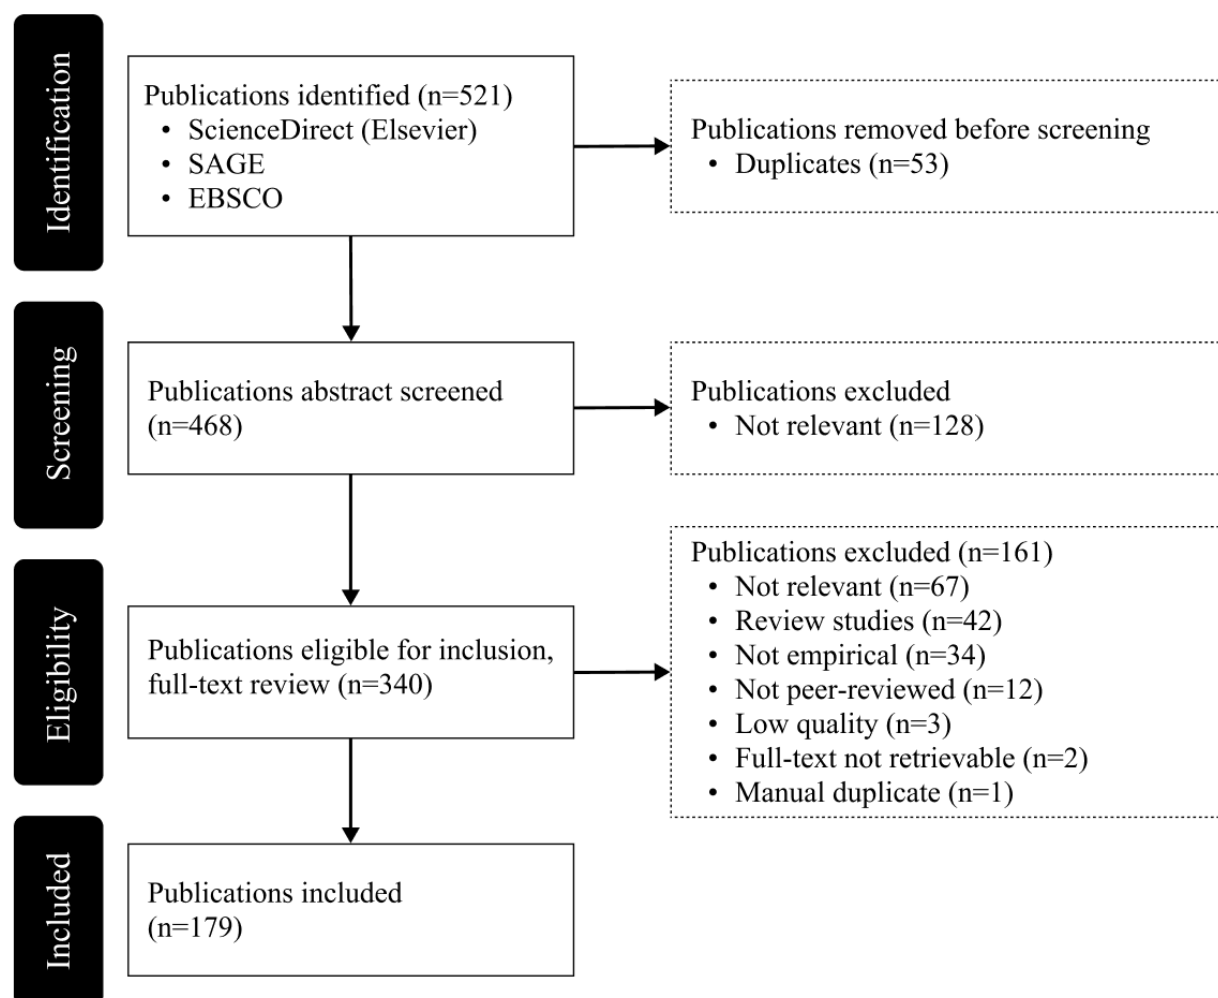 Identification
Publications identified (n=521)
• ScienceDirect (Elsevier)
• SAGE
• EBSCO
Publications removed before screening
• Duplicates (n=53)
Screening
Publications abstract screened
(n=468)
Publications excluded
• Not relevant (n=128)
Eligibility
Publications eligible for inclusion,
full-text review (n=340)
Publications excluded (n=161)
• Not relevant (n=67)
• Review studies (n=42)
• Not empirical (n=34)
• Not peer-reviewed (n=12)
• Low quality (n=3)
• Full-text not retrievable (n=2)
• Manual duplicate (n=1)
Included
Publications included
(n=179)